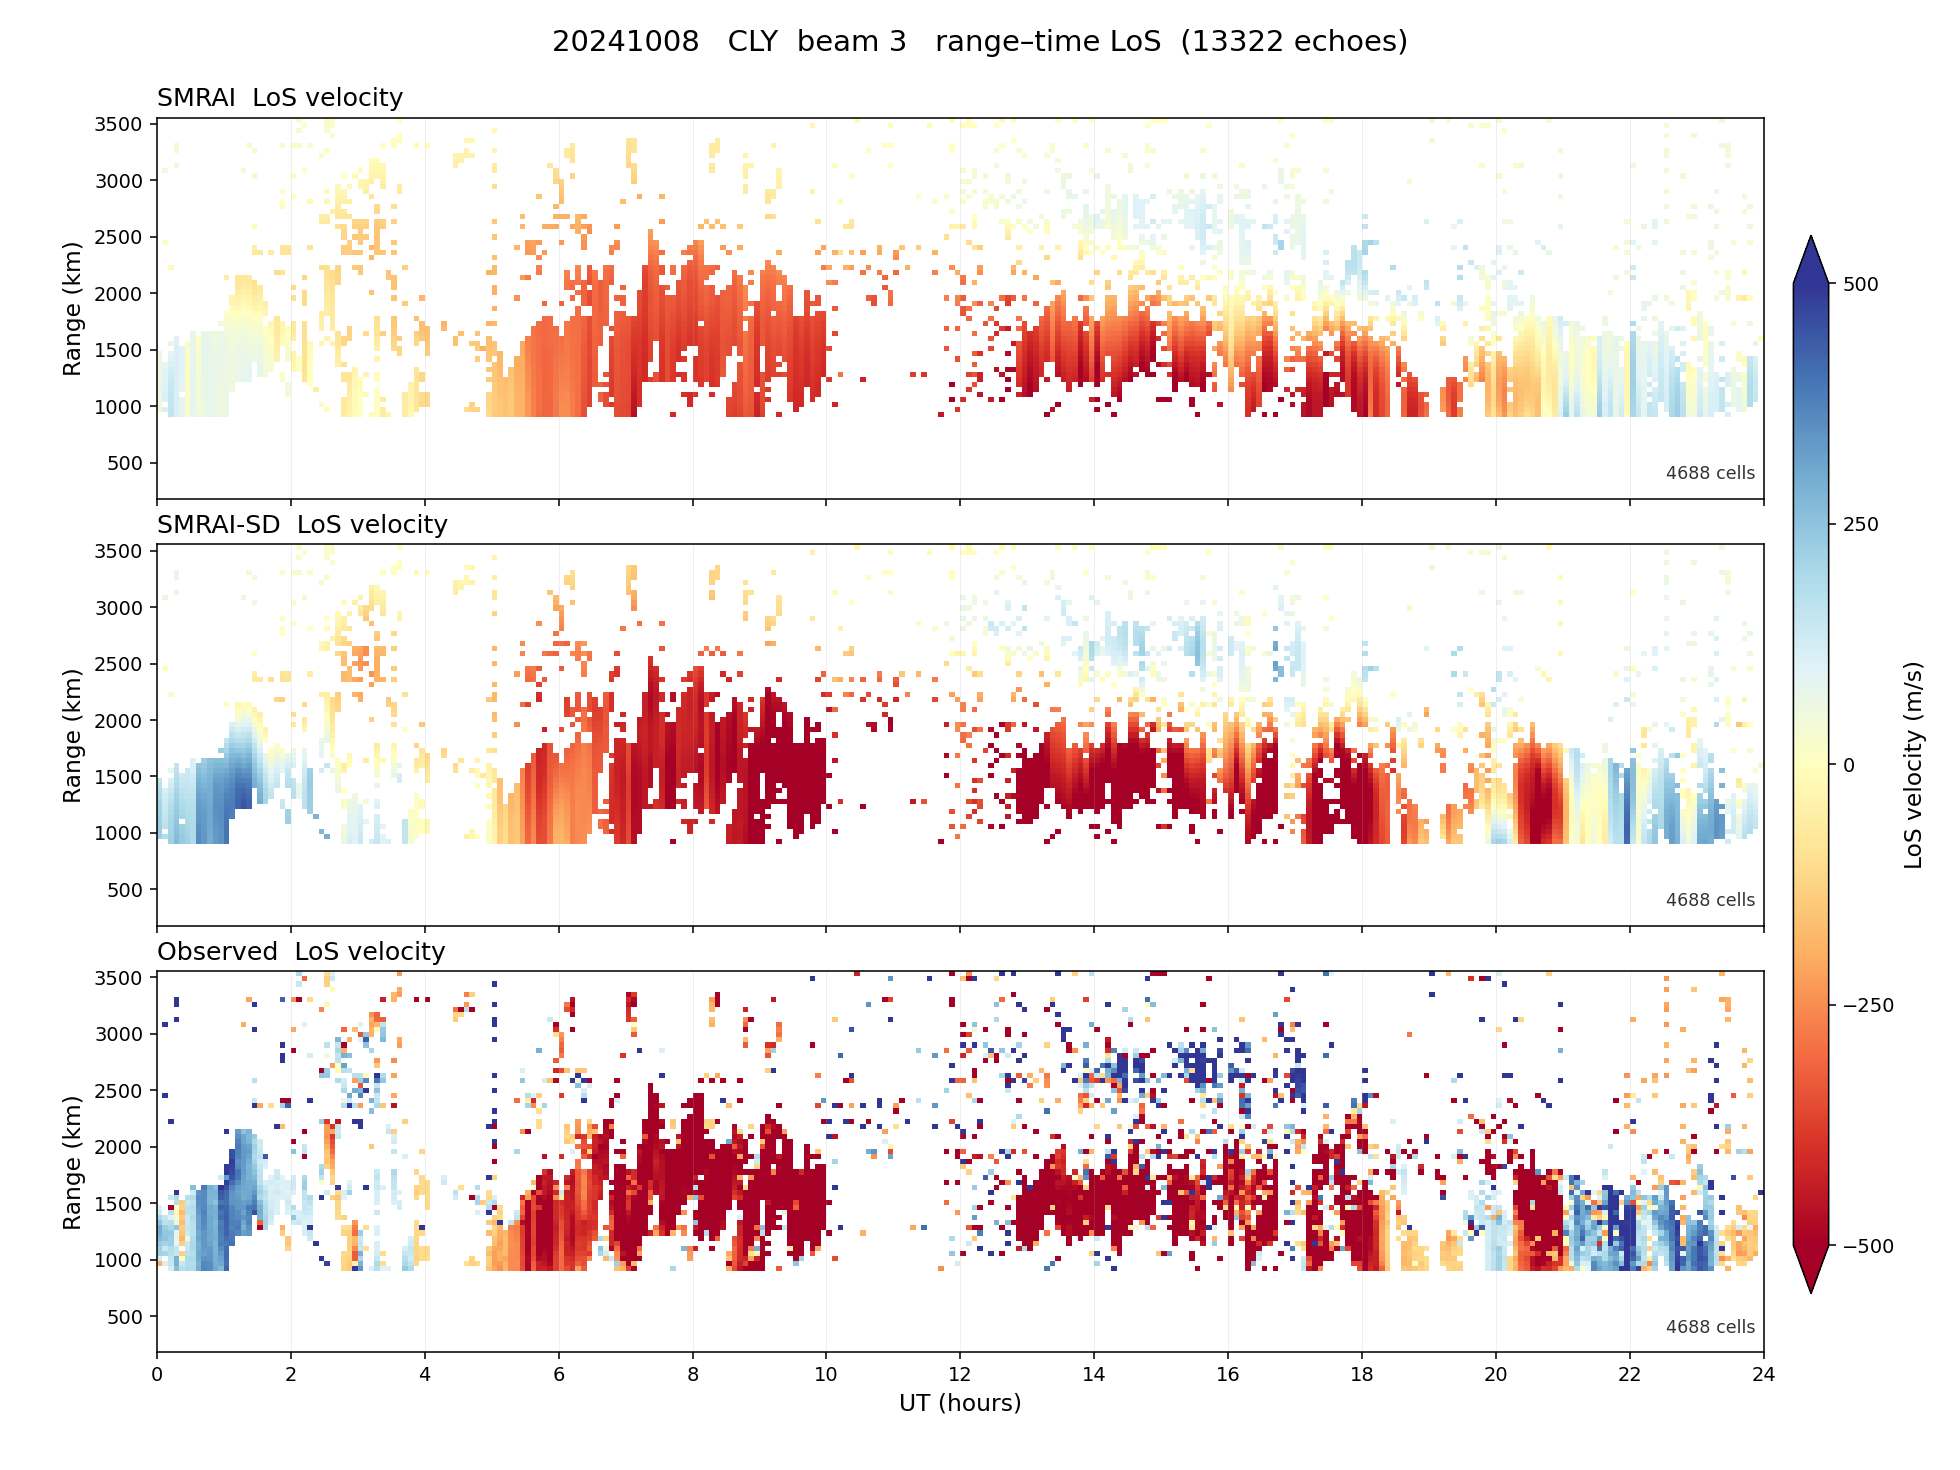 20241008   CLY  beam 3   range–time LoS  (13322 echoes)
SMRAI  LoS velocity
3500
3000
2500
2000
1500
1000
500
Range (km)
4688 cells
SMRAI-SD  LoS velocity
3500
3000
2500
2000
1500
1000
500
Range (km)
4688 cells
Observed  LoS velocity
3500
3000
2500
2000
1500
1000
500
Range (km)
4688 cells
0 2 4 6 8 10 12 14 16 18 20 22 24
UT (hours)
500
250
0
−250
−500
LoS velocity (m/s)